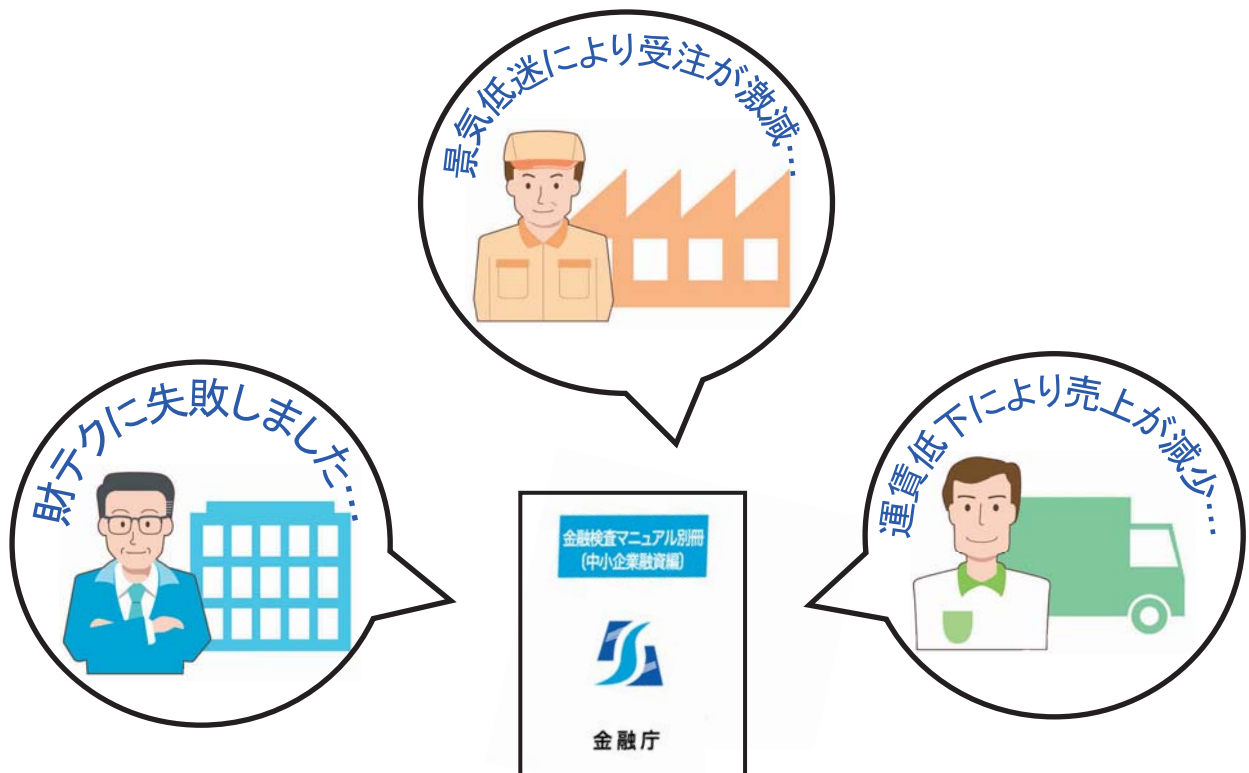 景気低迷により受注が激減…
財テクに失敗しました…
運賃低下により売上が減少…
金融検査マニュアル別冊
〔中小企業融資編〕
金融庁